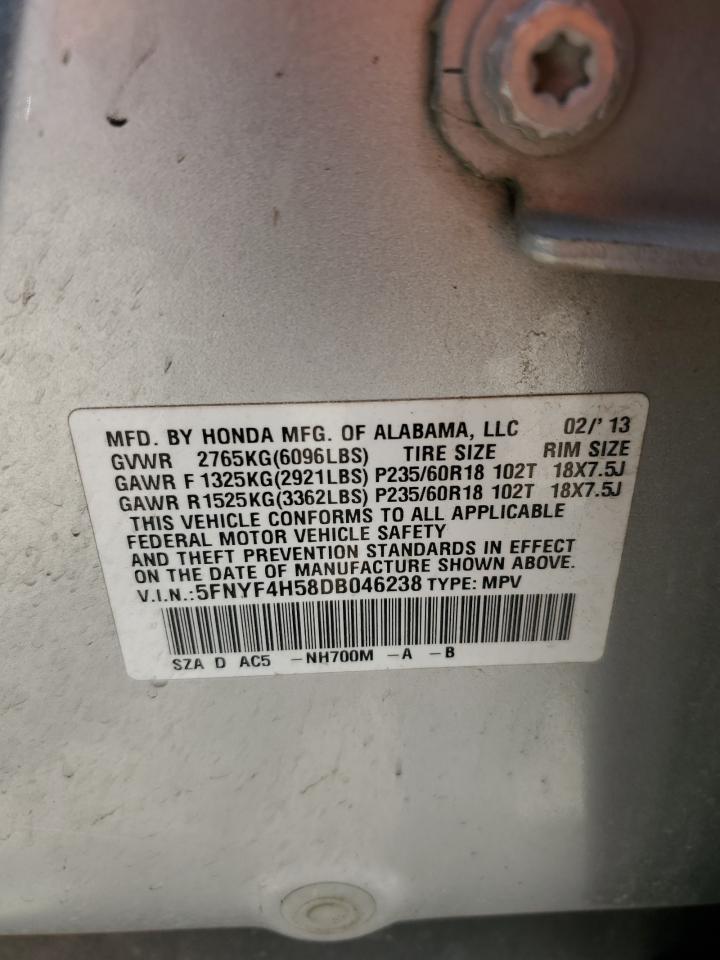 MFD. BY HONDA MFG. OF ALABAMA, LLC 02/' 13
GVWR 2765KG(6096LBS) TIRE SIZE RIM SIZE
GAWR F 1325KG(2921LBS) P235/60R18 102T 18X7.5J
GAWR R1525KG(3362LBS) P235/60R18 102T 18X7.5J
THIS VEHICLE CONFORMS TO ALL APPLICABLE
FEDERAL MOTOR VEHICLE SAFETY
AND THEFT PREVENTION STANDARDS IN EFFECT
ON THE DATE OF MANUFACTURE SHOWN ABOVE.
V.I.N.:5FNYF4H58DB046238 TYPE: MPV
SZA D AC5 -NH700M -A -B